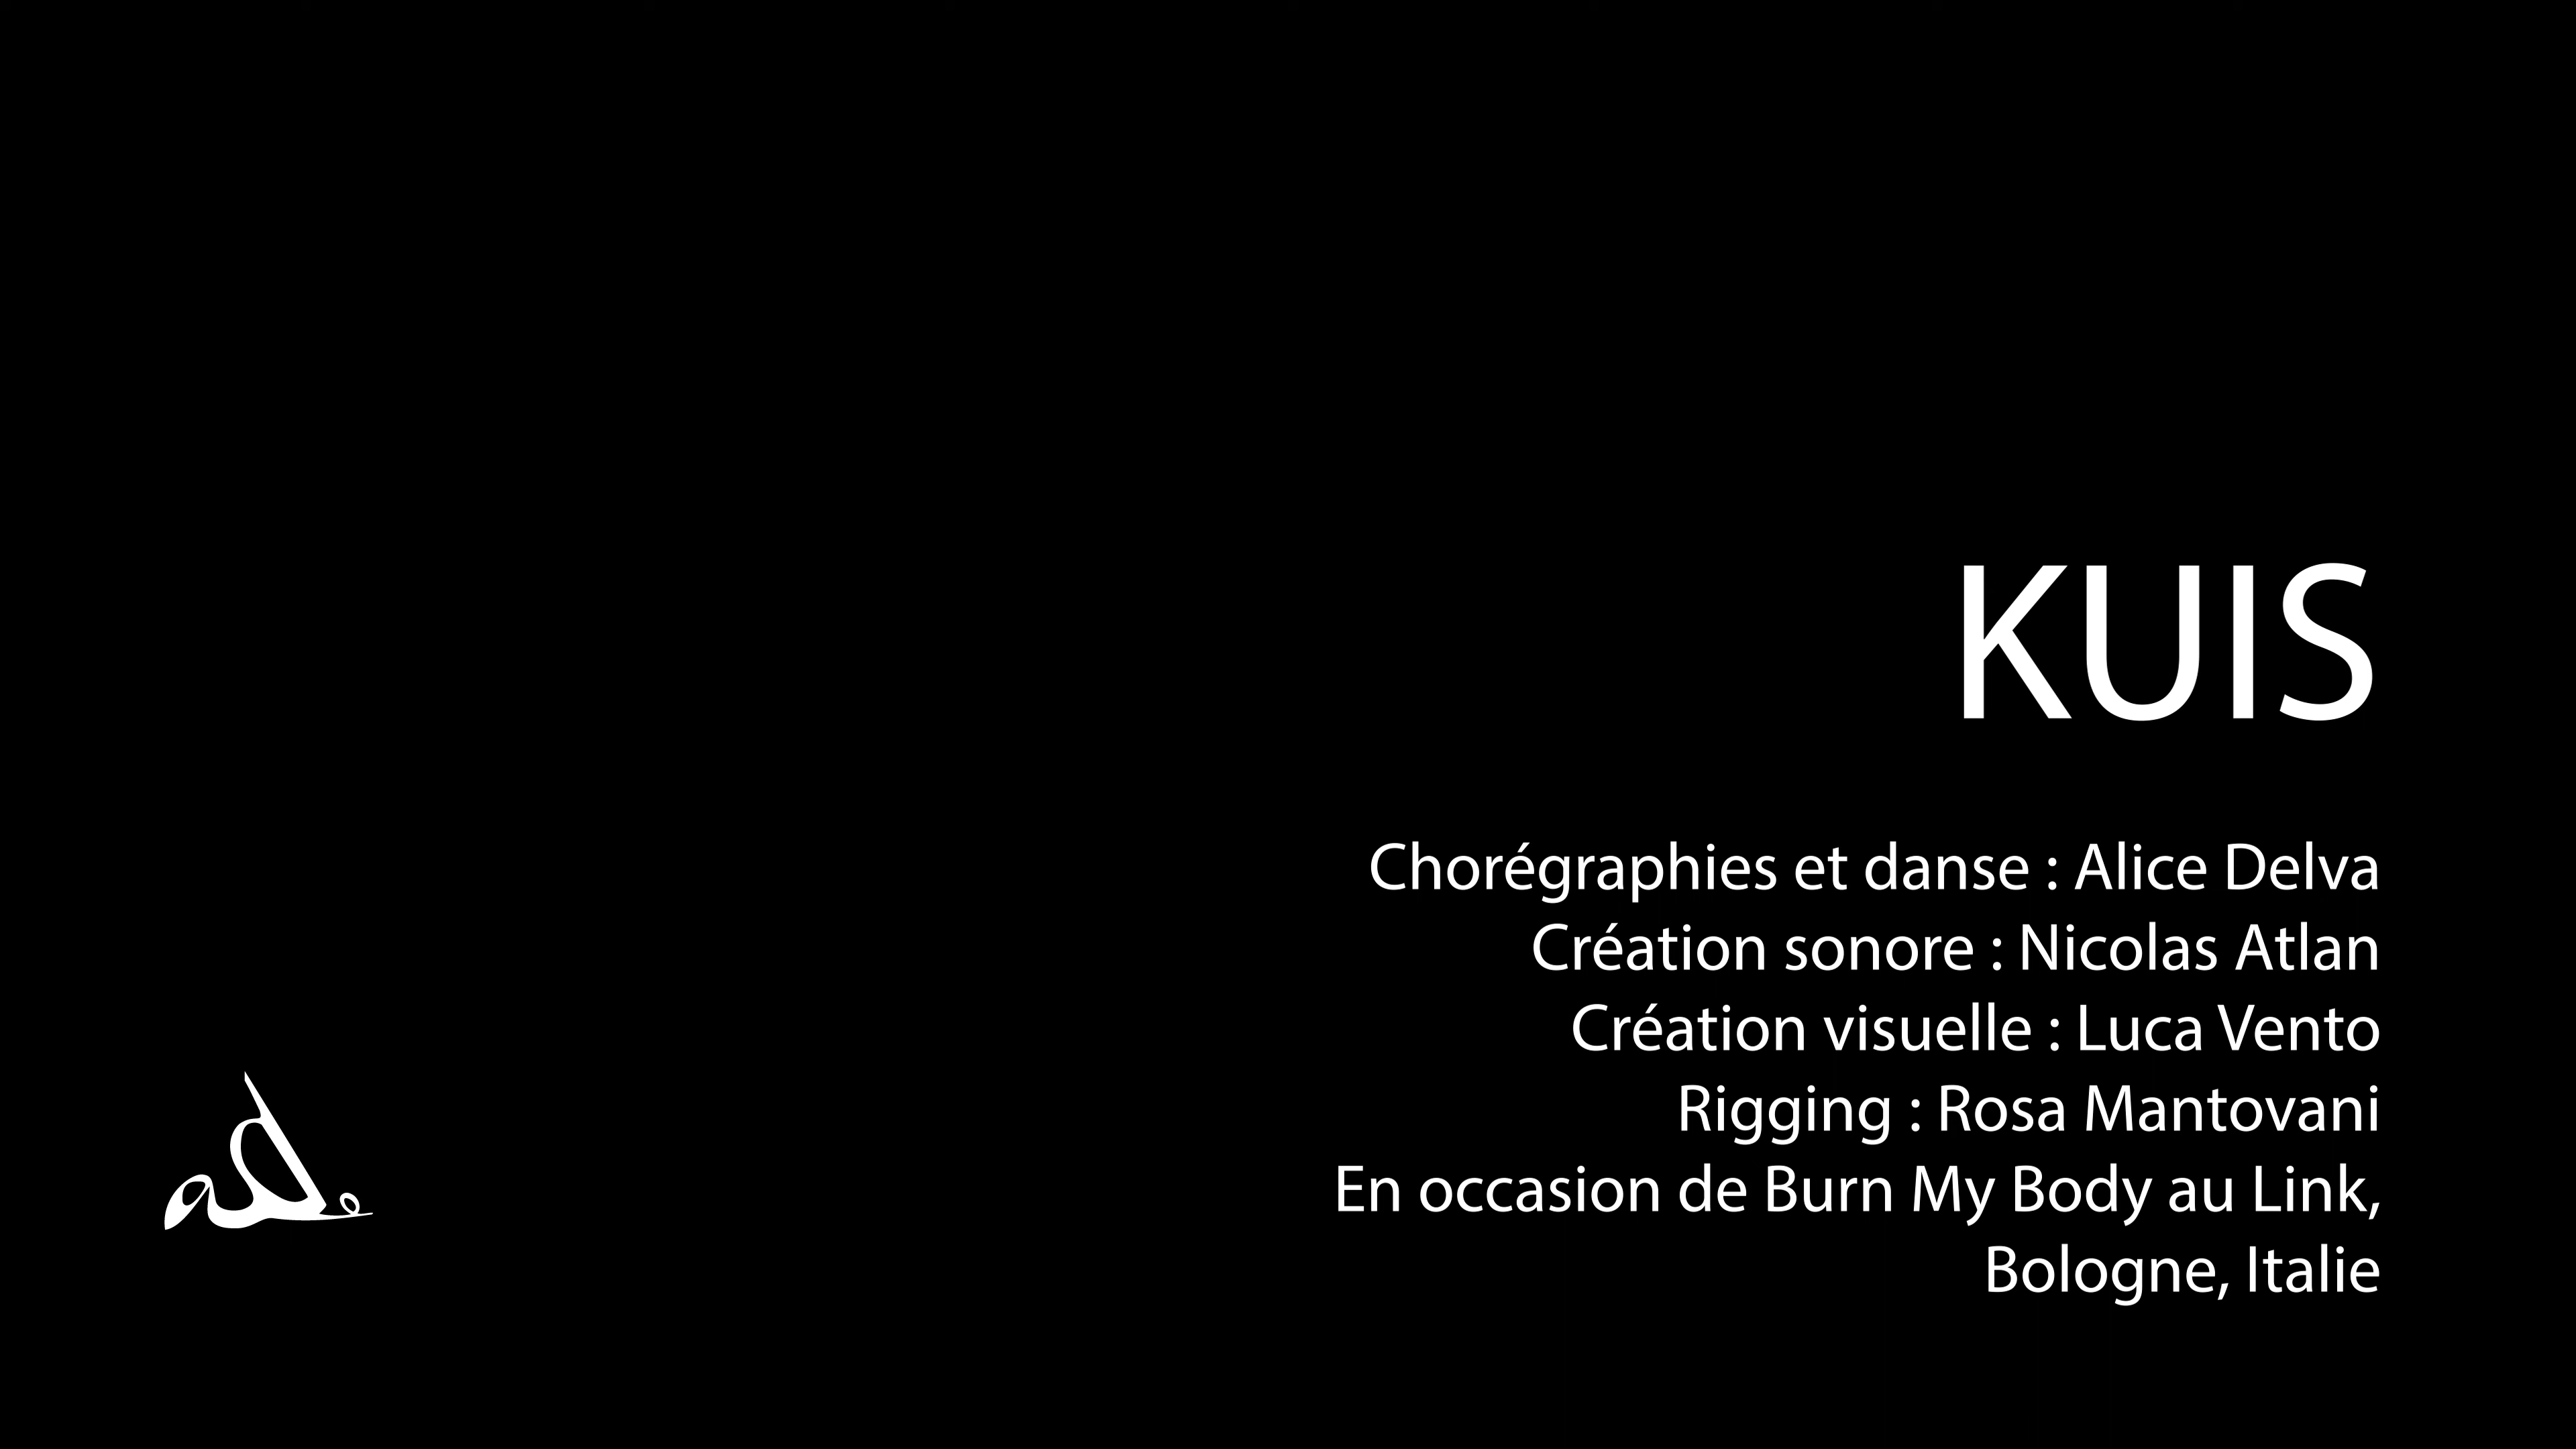 KUIS
Chorégraphies et danse : Alice Delva
Création sonore : Nicolas Atlan
Création visuelle : Luca Vento
Rigging : Rosa Mantovani
En occasion de Burn My Body au Link,
Bologne, Italie
ad